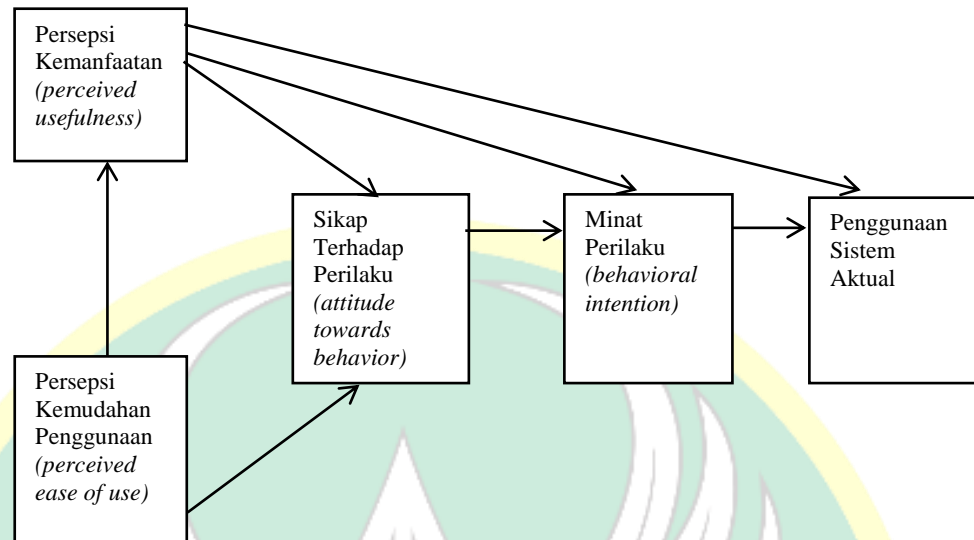 Persepsi
Kemanfaatan
(perceived
usefulness)
Sikap
Terhadap
Perilaku
(attitude
towards
behavior)
Minat
Perilaku
(behavioral
intention)
Penggunaan
Sistem
Aktual
Persepsi
Kemudahan
Penggunaan
(perceived
ease of use)